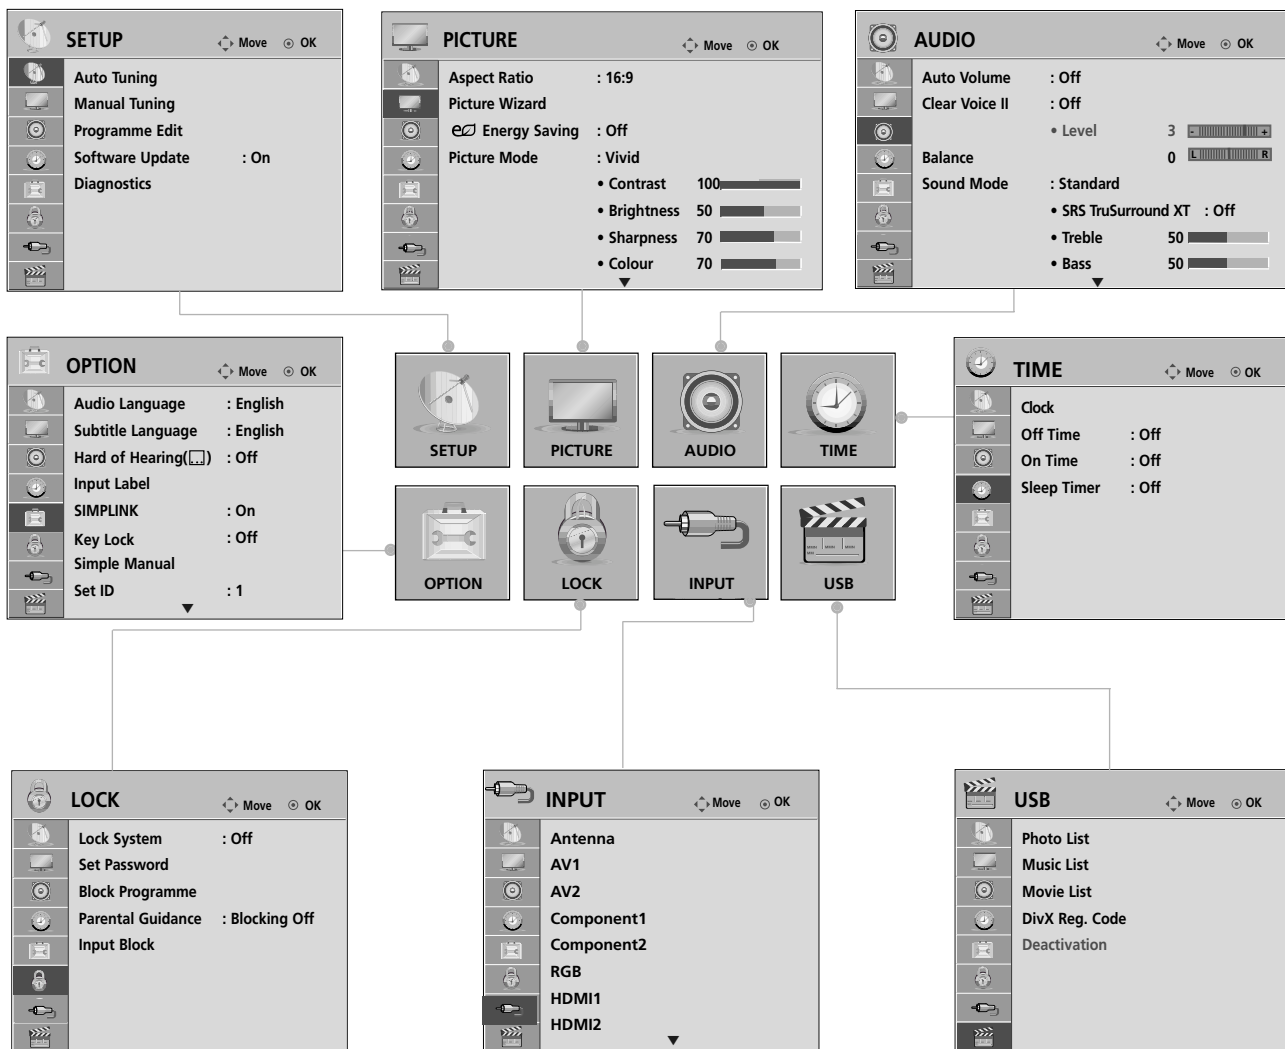 SETUP Move OK
Auto Tuning
Manual Tuning
Programme Edit
Software Update : On
Diagnostics
PICTURE Move OK
Aspect Ratio : 16:9
Picture Wizard
Energy Saving : Off
Picture Mode : Vivid
• Contrast 100
• Brightness 50
• Sharpness 70
• Colour 70
AUDIO Move OK
Auto Volume : Off
Clear Voice II : Off
• Level 3 - +
Balance 0 L R
Sound Mode : Standard
• SRS TruSurround XT : Off
• Treble 50
• Bass 50
OPTION Move OK
Audio Language : English
Subtitle Language : English
Hard of Hearing( ) : Off
Input Label
SIMPLINK : On
Key Lock : Off
Simple Manual
Set ID : 1
SETUP
PICTURE
AUDIO
TIME
OPTION
LOCK
INPUT
USB
TIME Move OK
Clock
Off Time : Off
On Time : Off
Sleep Timer : Off
LOCK Move OK
Lock System : Off
Set Password
Block Programme
Parental Guidance : Blocking Off
Input Block
INPUT Move OK
Antenna
AV1
AV2
Component1
Component2
RGB
HDMI1
HDMI2
USB Move OK
Photo List
Music List
Movie List
DivX Reg. Code
Deactivation